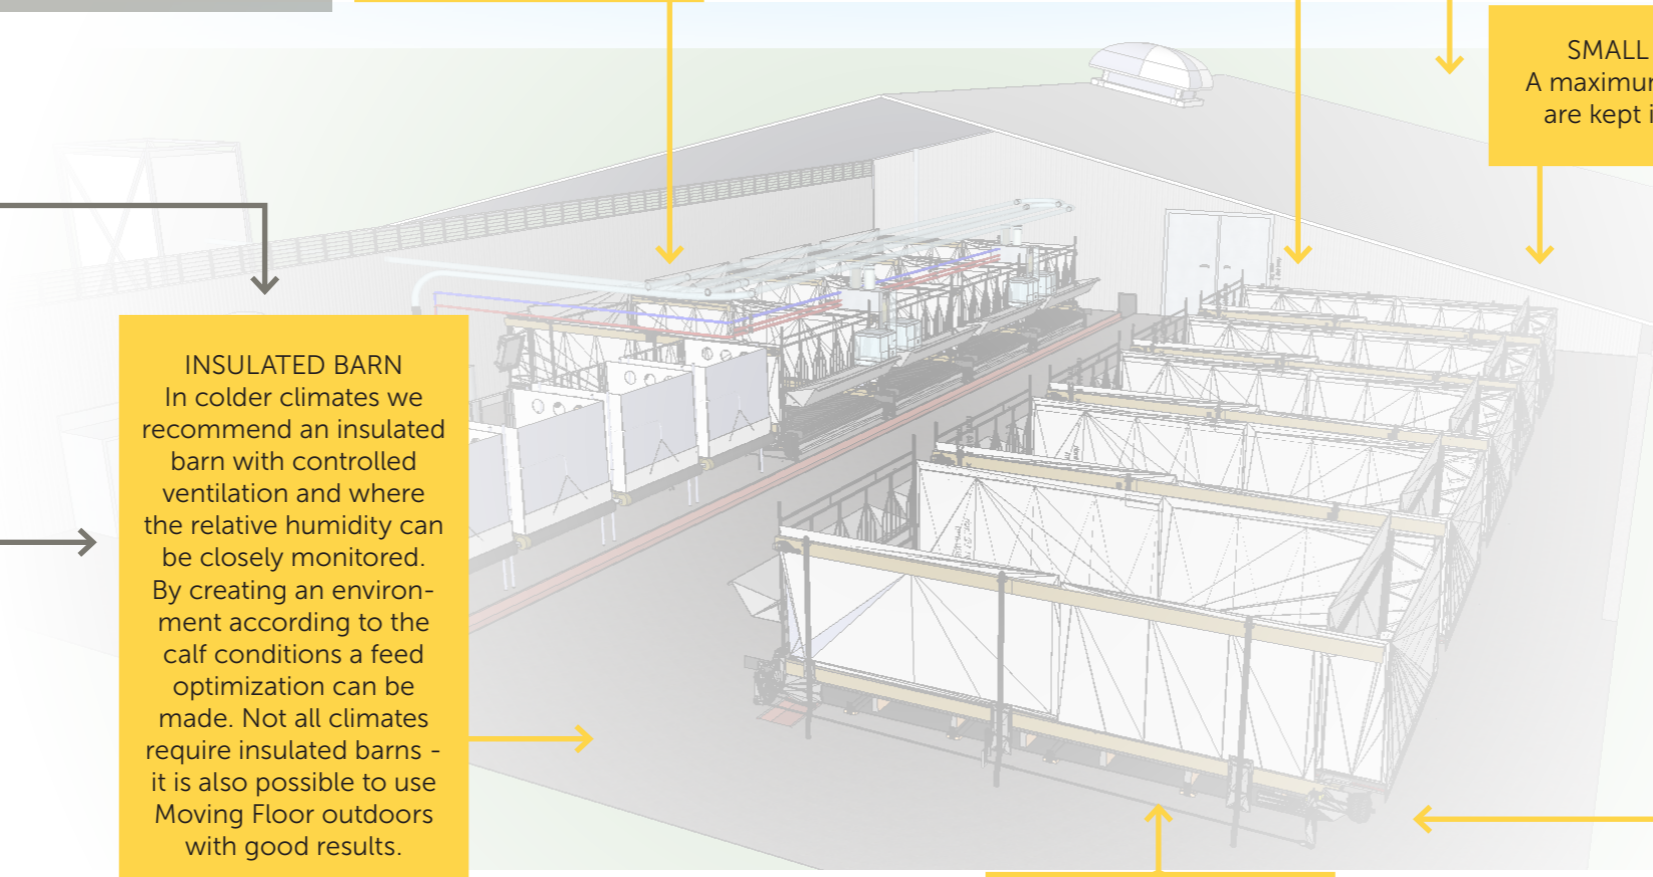 SMALL
A maximum
are kept i
INSULATED BARN
In colder climates we
recommend an insulated
barn with controlled
ventilation and where
the relative humidity can
be closely monitored.
By creating an environ-
ment according to the
calf conditions a feed
optimization can be
made. Not all climates
require insulated barns -
it is also possible to use
Moving Floor outdoors
with good results.